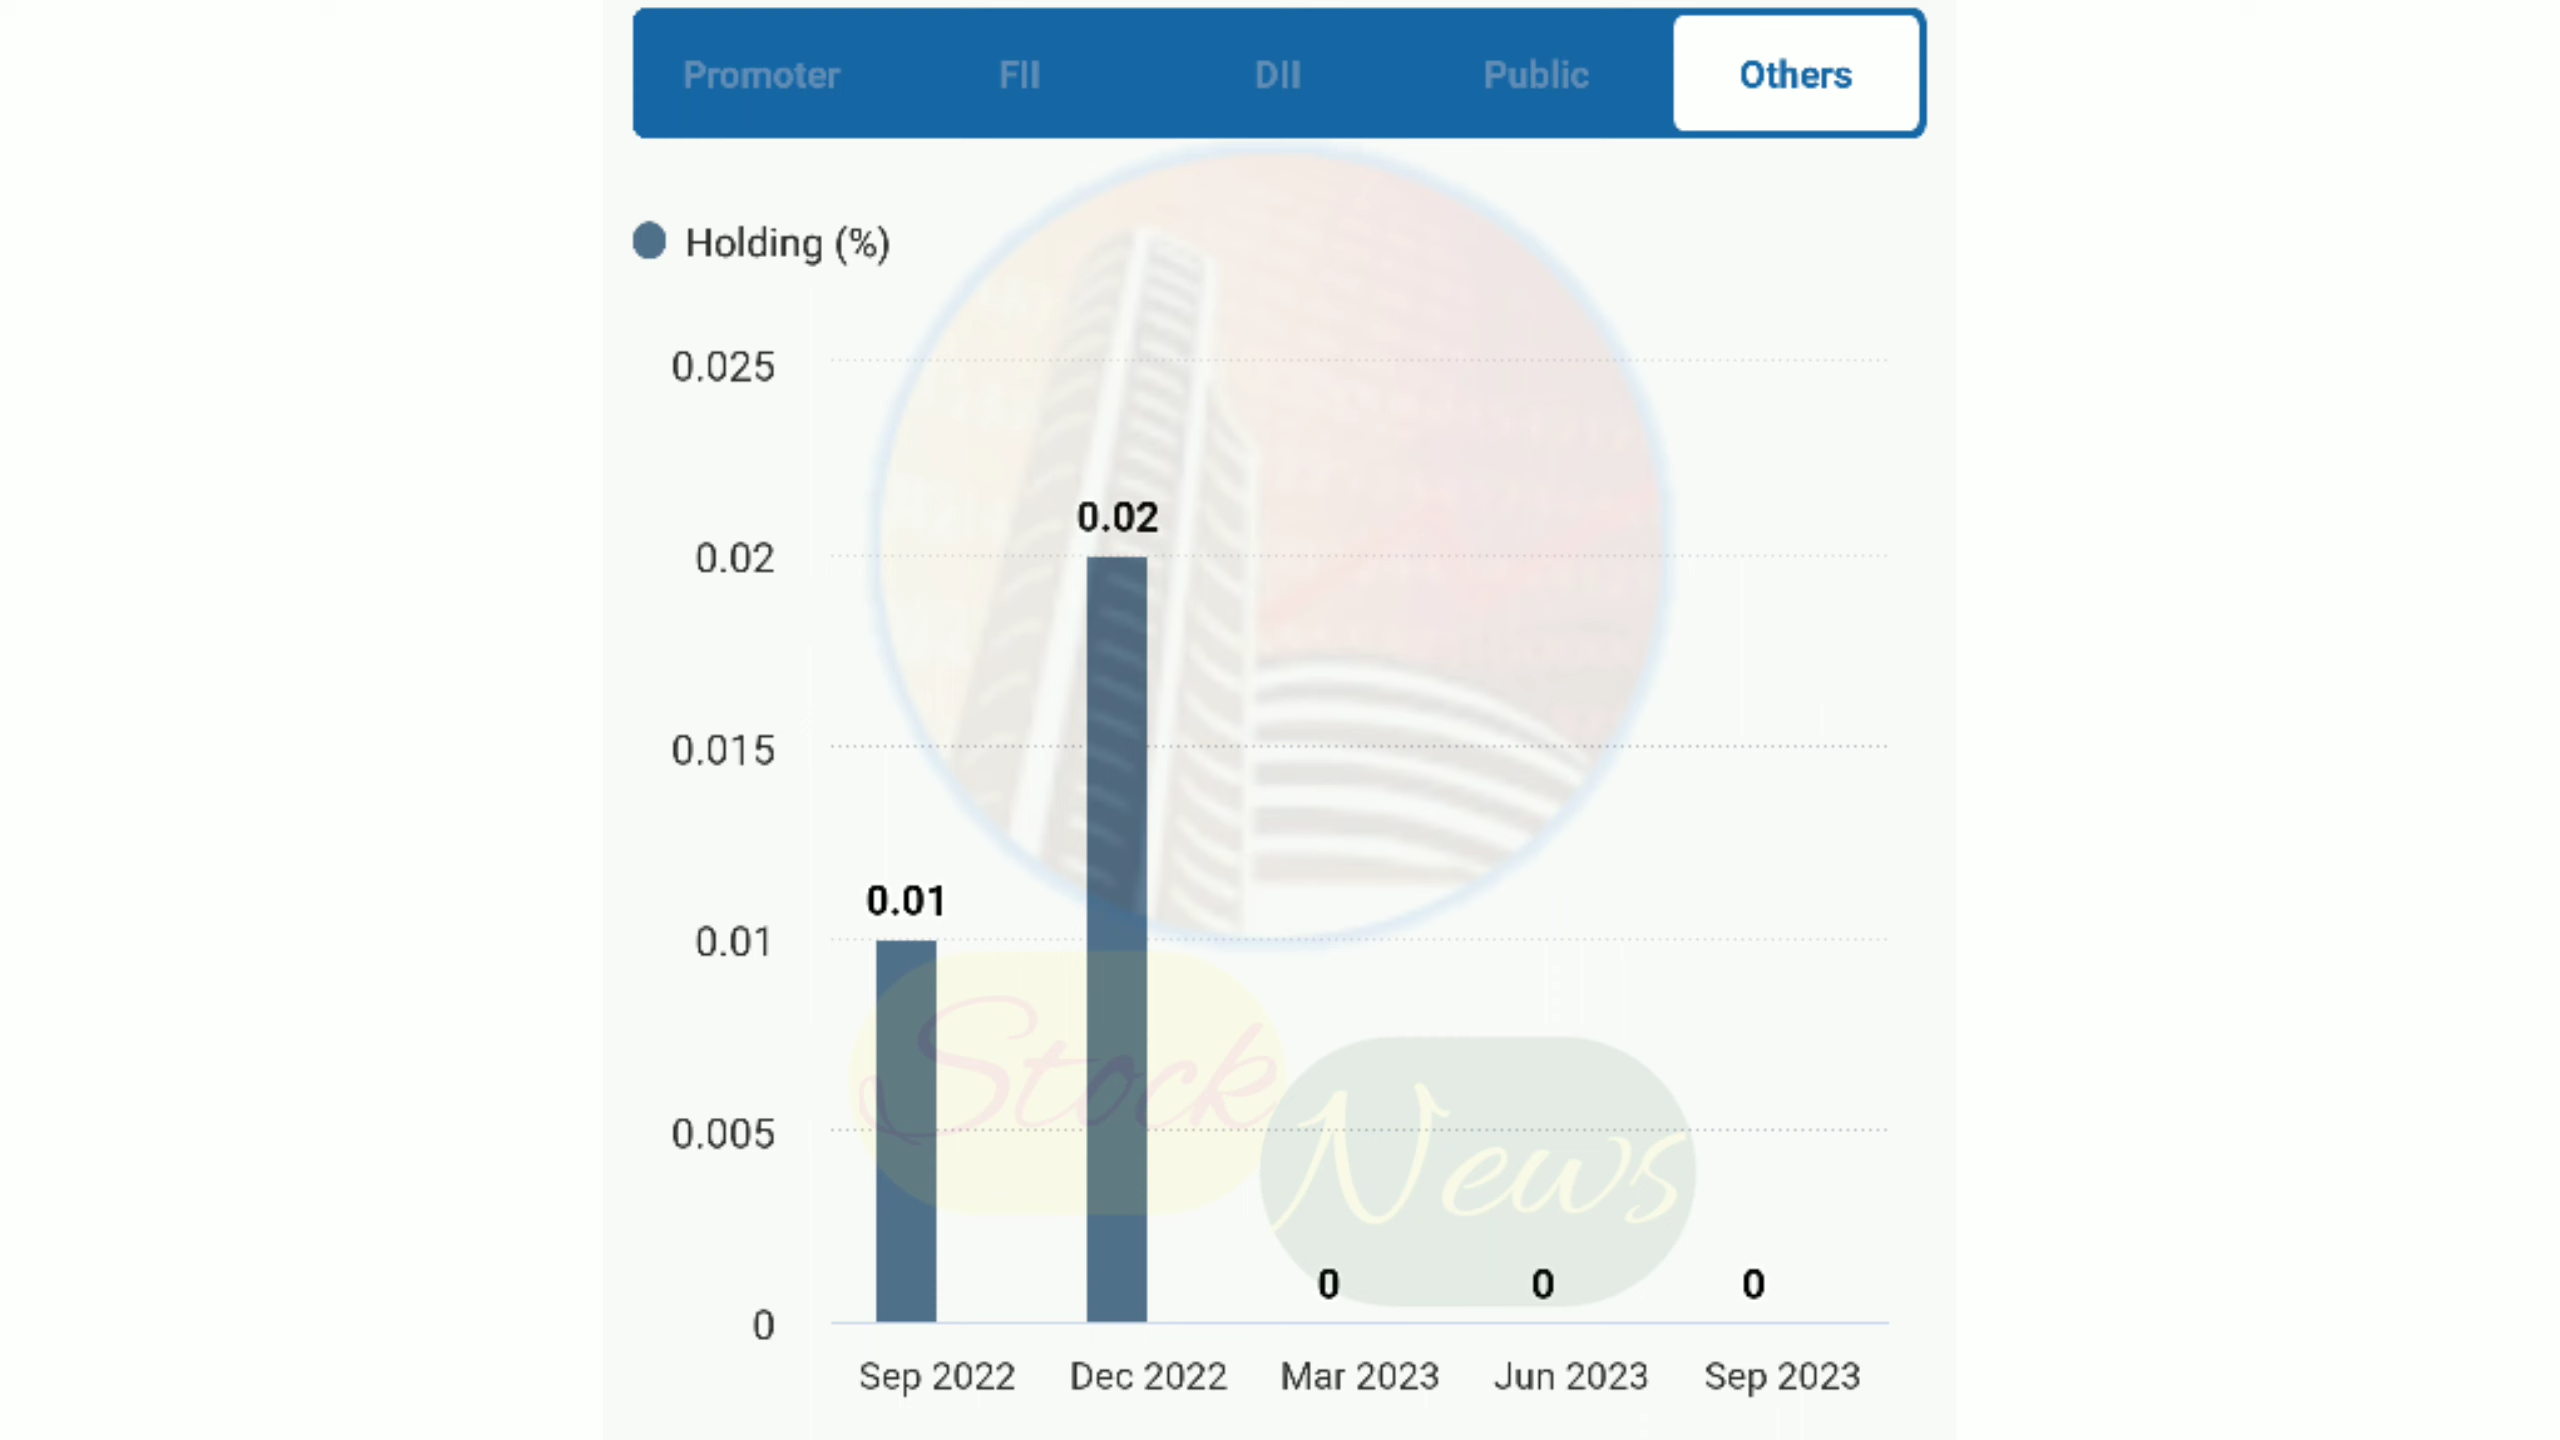 Promoter FII DII Public Others
Holding (%)
0.025
0.02
0.02
0.015
0.01
0.01
Stock
News
0.005
0 0 0
0
Sep 2022 Dec 2022 Mar 2023 Jun 2023 Sep 2023